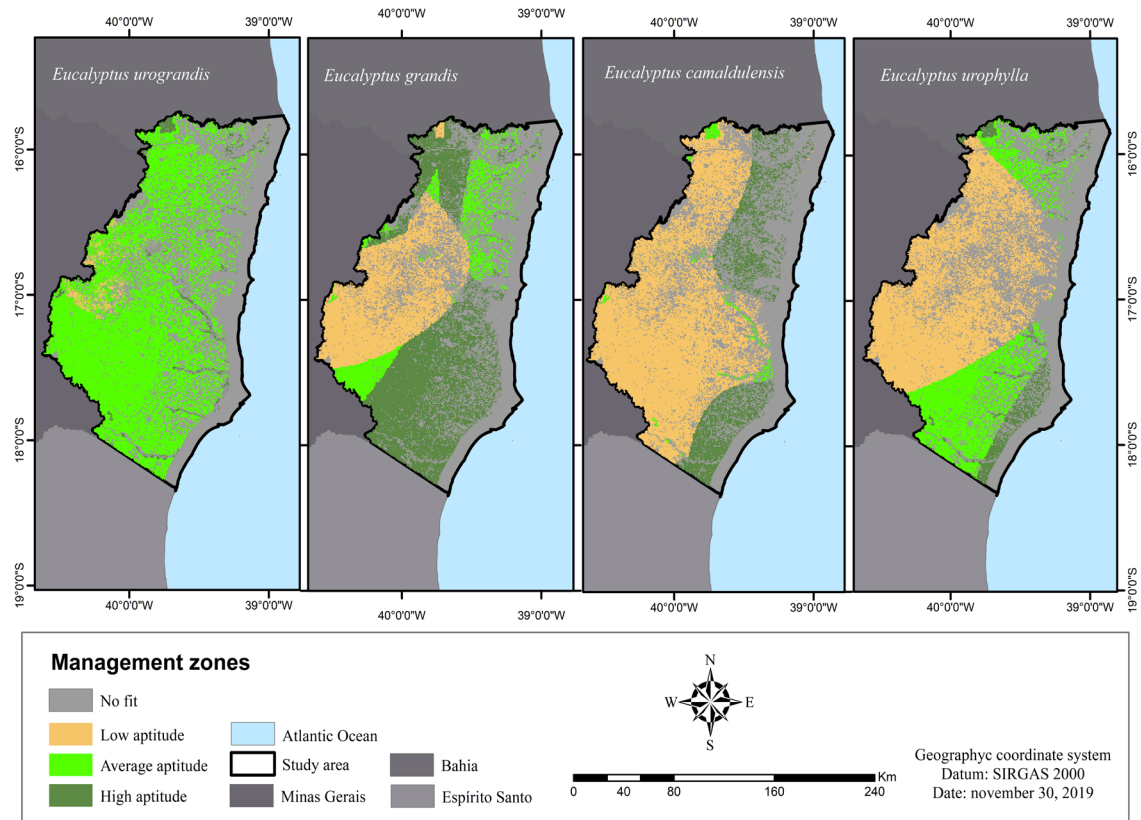 40°0'0"W 39°0'0"W 40°0'0"W 39°0'0"W 40°0'0"W 39°0'0"W 40°0'0"W 39°0'0"W
Eucalyptus urograndis
Eucalyptus grandis
Eucalyptus camaldulensis
Eucalyptus urophylla
16°0'0"S
17°0'0"S
18°0'0"S
19°0'0"S
16°0'0"S
17°0'0"S
18°0'0"S
19°0'0"S
40°0'0"W 39°0'0"W 40°0'0"W 39°0'0"W 40°0'0"W 39°0'0"W 40°0'0"W 39°0'0"W
Management zones
No fit
Low aptitude
Average aptitude
High aptitude
Atlantic Ocean
Study area
Minas Gerais
Bahia
Espírito Santo
N
W E
S
Km
0 40 80 160 240
Geographyc coordinate system
Datum: SIRGAS 2000
Date: november 30, 2019